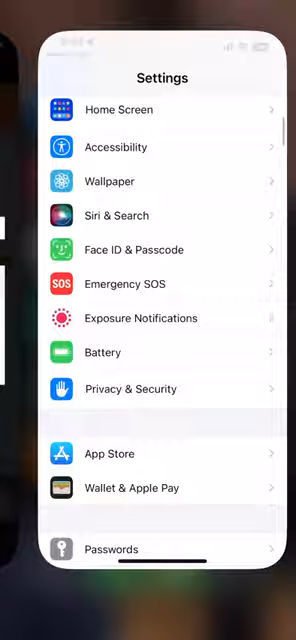 Settings
Home Screen
Accessibility
Wallpaper
Siri & Search
Face ID & Passcode
SOS Emergency SOS
Exposure Notifications
Battery
Privacy & Security
App Store
Wallet & Apple Pay
Passwords